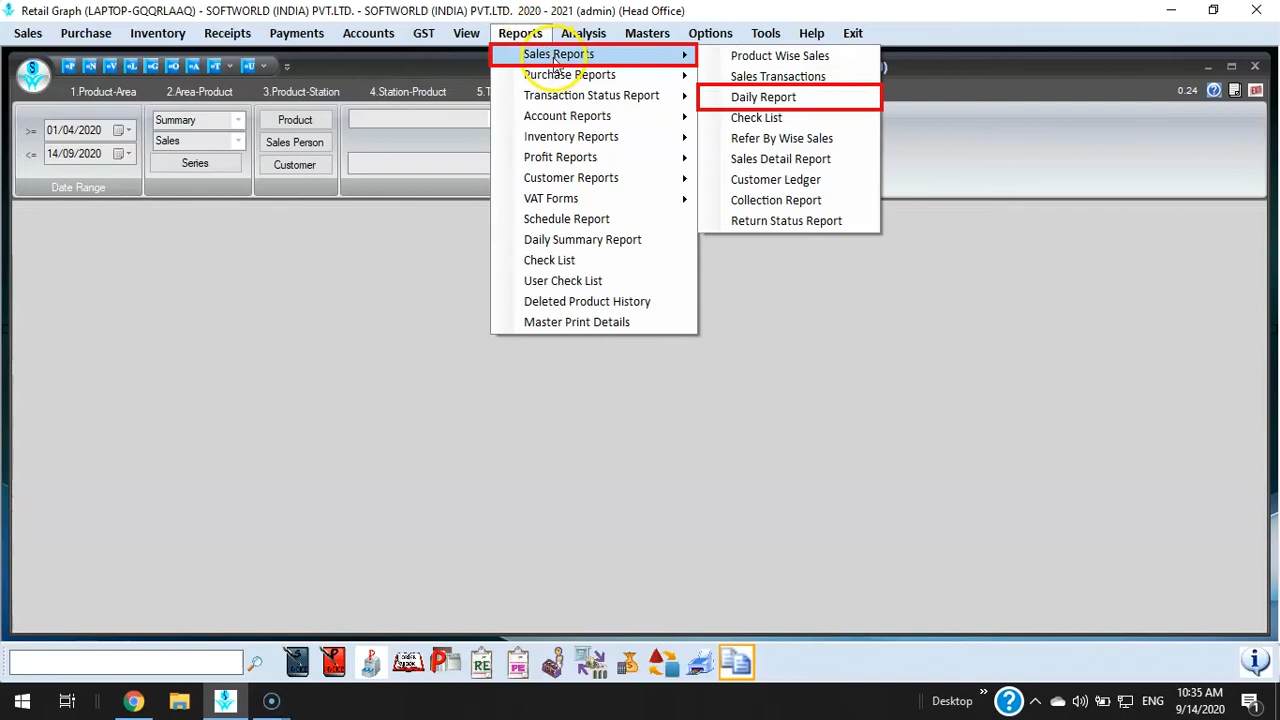 Retail Graph (LAPTOP-GQQRLAAQ) - SOFTWORLD (INDIA) PVT.LTD. - SOFTWORLD (INDIA) PVT.LTD. 2020 - 2021 (admin) (Head Office)
Sales Purchase Inventory Receipts Payments Accounts GST View Reports Analysis Masters Options Tools Help Exit
Sales Reports
Purchase Reports
Transaction Status Report
Account Reports
Inventory Reports
Profit Reports
Customer Reports
VAT Forms
Schedule Report
Daily Summary Report
Check List
User Check List
Deleted Product History
Master Print Details
Product Wise Sales
Sales Transactions
Daily Report
Check List
Refer By Wise Sales
Sales Detail Report
Customer Ledger
Collection Report
Return Status Report
P N V L G O A T U
1.Product-Area 2.Area-Product 3.Product-Station 4.Station-Product 5.T
0.24
>= 01/04/2020 Summary Product
<= 14/09/2020 Sales Sales Person
Series Customer
Date Range
RE PE
Desktop ENG
10:35 AM
9/14/2020